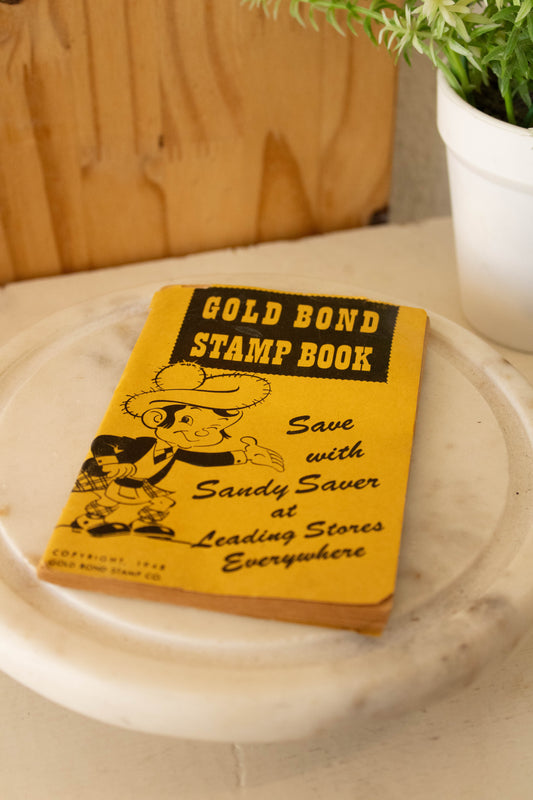 GOLD BOND
STAMP BOOK
Save
with
Sandy Saver
at
Leading Stores
Everywhere
COPYRIGHT, 1948
GOLD BOND STAMP CO.